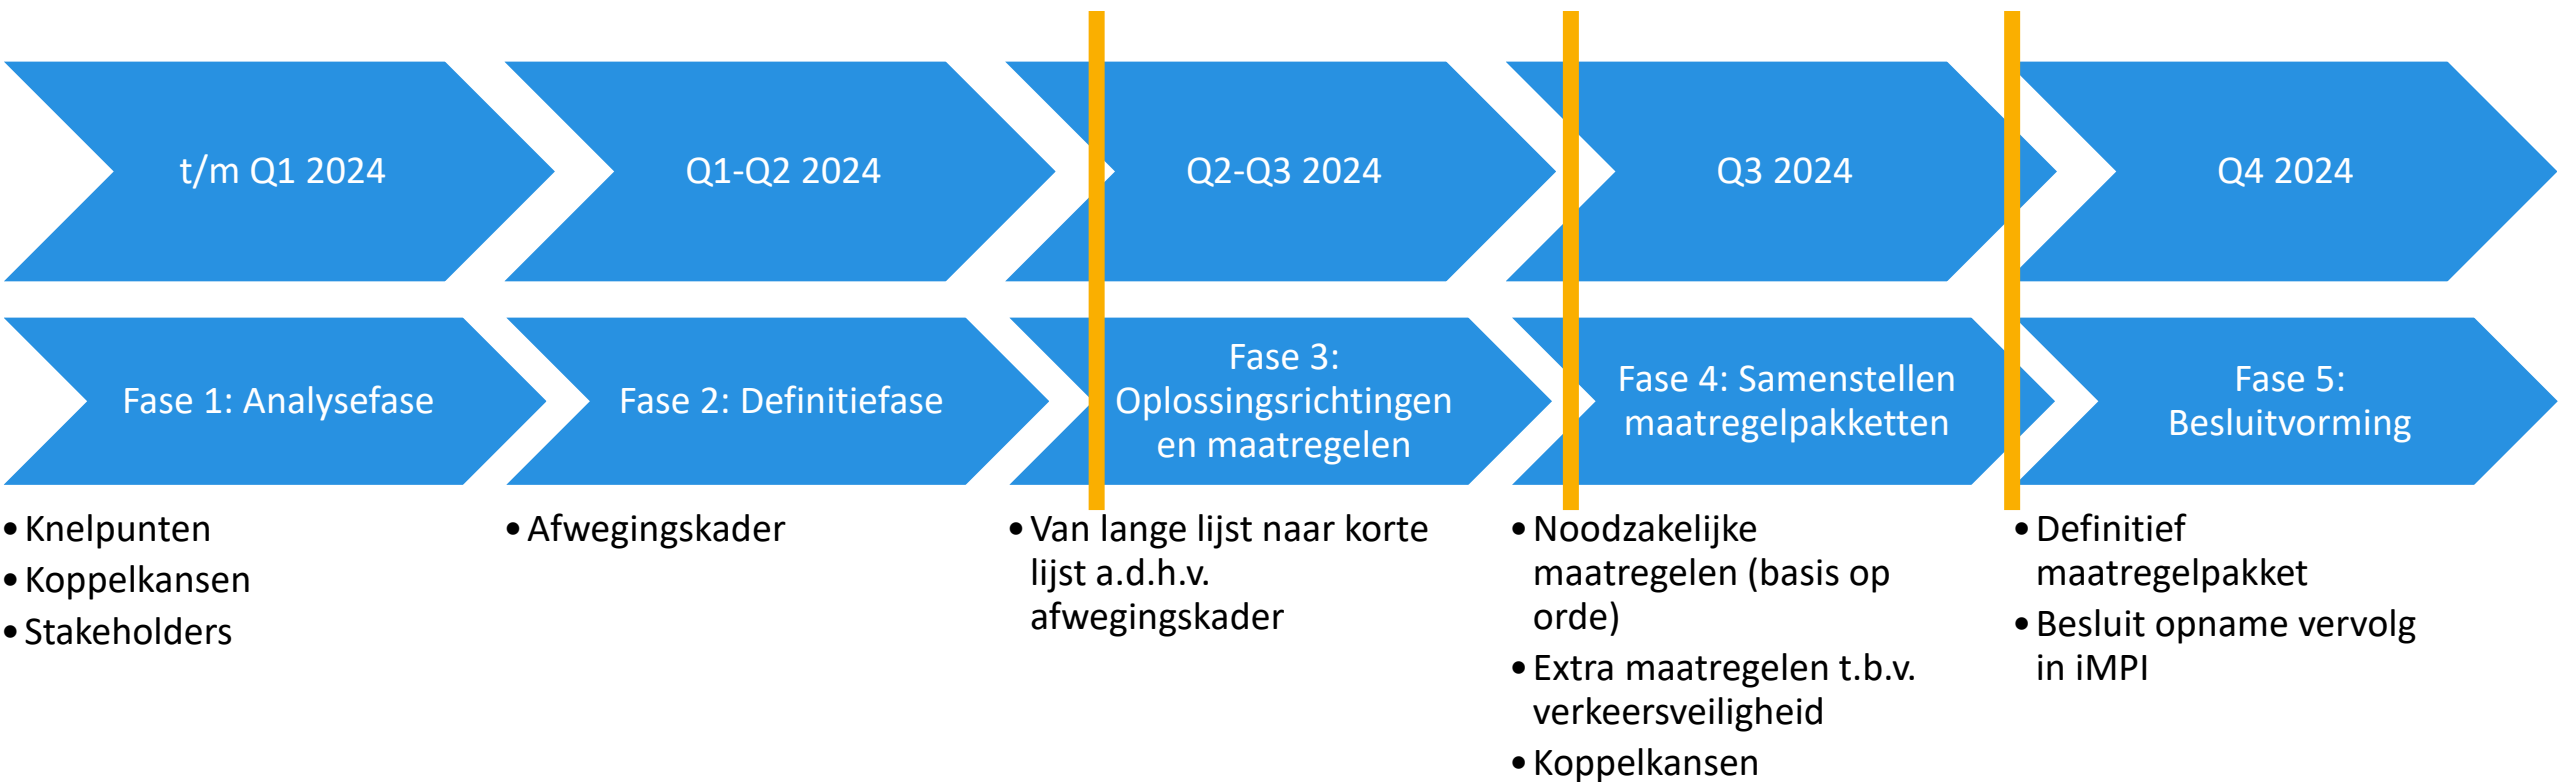 t/m Q1 2024
Q1-Q2 2024
Q2-Q3 2024
Q3 2024
Q4 2024
Fase 1: Analysefase
Fase 2: Definitiefase
Fase 3:
Oplossingsrichtingen
en maatregelen
Fase 4: Samenstellen
maatregelpakketten
Fase 5:
Besluitvorming
• Knelpunten
• Koppelkansen
• Stakeholders
• Afwegingskader
• Van lange lijst naar korte
lijst a.d.h.v.
afwegingskader
• Noodzakelijke
maatregelen (basis op
orde)
• Extra maatregelen t.b.v.
verkeersveiligheid
• Koppelkansen
• Definitief
maatregelpakket
• Besluit opname vervolg
in iMPI